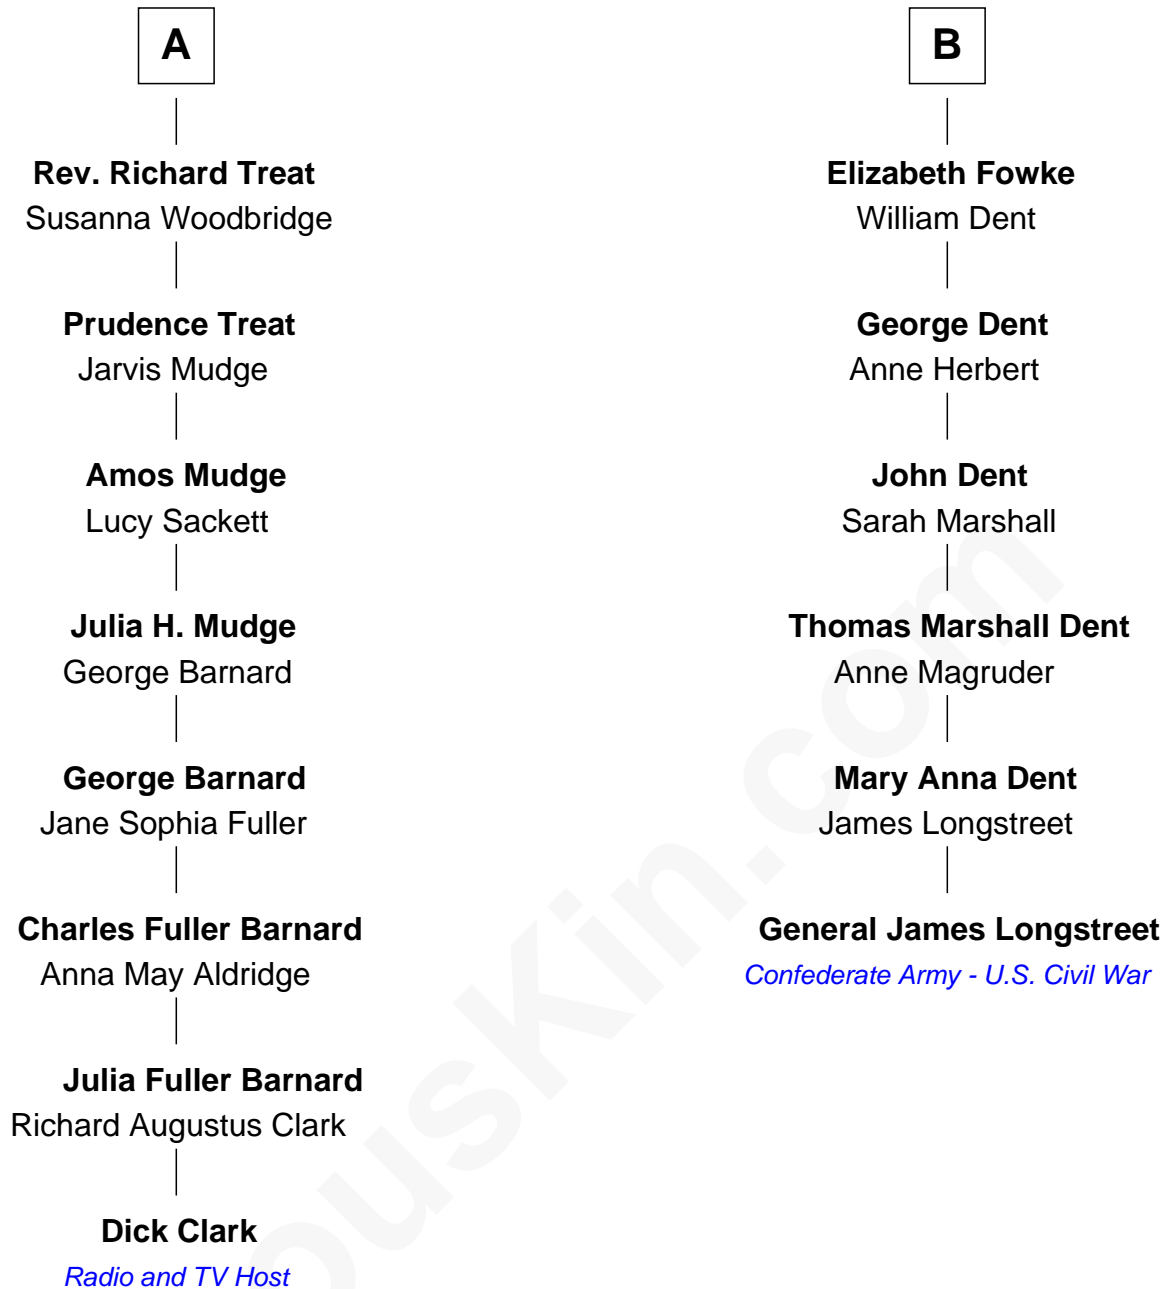 A
Rev. Richard Treat
Susanna Woodbridge
Prudence Treat
Jarvis Mudge
Amos Mudge
Lucy Sackett
Julia H. Mudge
George Barnard
George Barnard
Jane Sophia Fuller
Charles Fuller Barnard
Anna May Aldridge
Julia Fuller Barnard
Richard Augustus Clark
Dick Clark
Radio and TV Host
B
Elizabeth Fowke
William Dent
George Dent
Anne Herbert
John Dent
Sarah Marshall
Thomas Marshall Dent
Anne Magruder
Mary Anna Dent
James Longstreet
General James Longstreet
Confederate Army - U.S. Civil War
ousKin.com